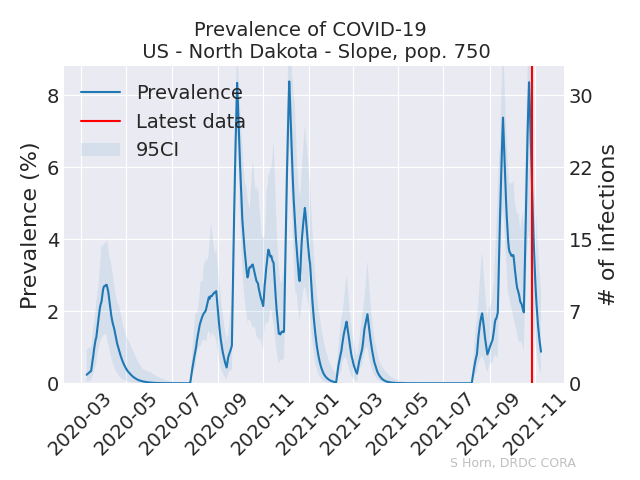 Prevalence of COVID-19
US - North Dakota - Slope, pop. 750
Prevalence
Latest data
95CI
Prevalence (%)
8
6
4
2
0
# of infections
30
22
15
7
0
2020-03
2020-05
2020-07
2020-09
2020-11
2021-01
2021-03
2021-05
2021-07
2021-09
2021-11
S Horn, DRDC CORA